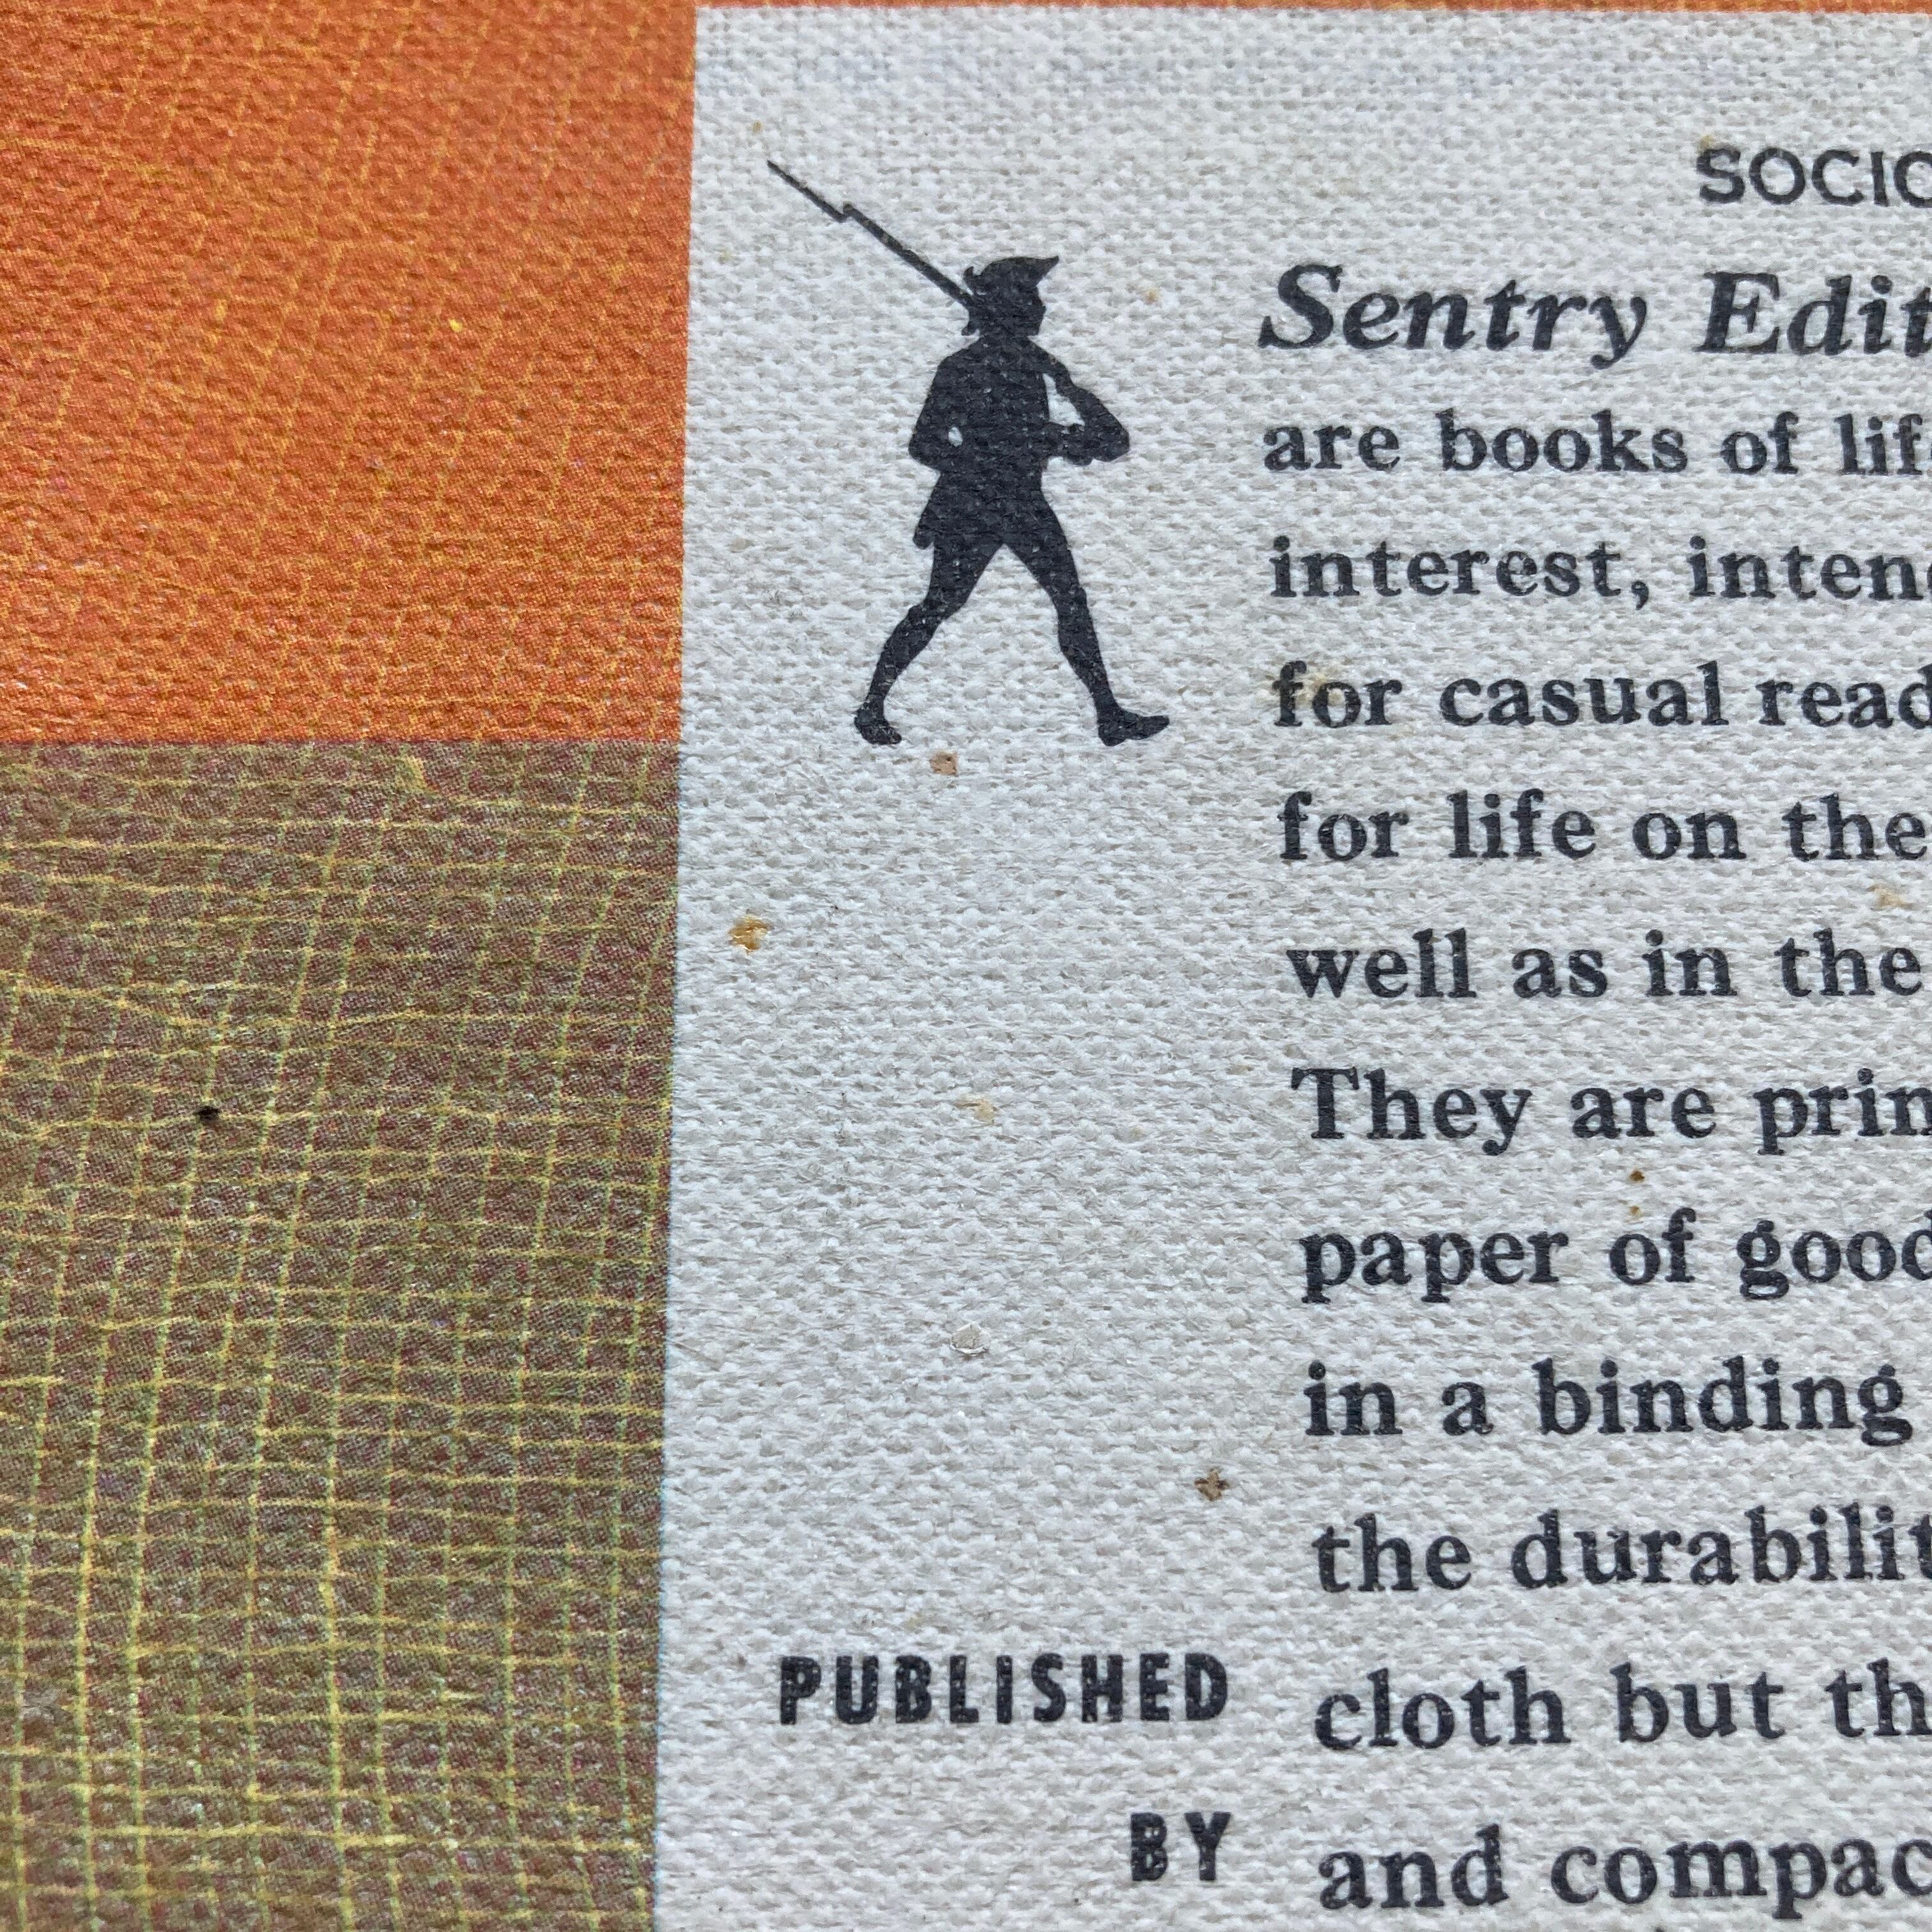 SOCIO
Sentry Edit
are books of lif
interest, inten
for casual read
for life on the
well as in the
They are prin
paper of good
in a binding
the durabilit
PUBLISHED cloth but th
BY and compac